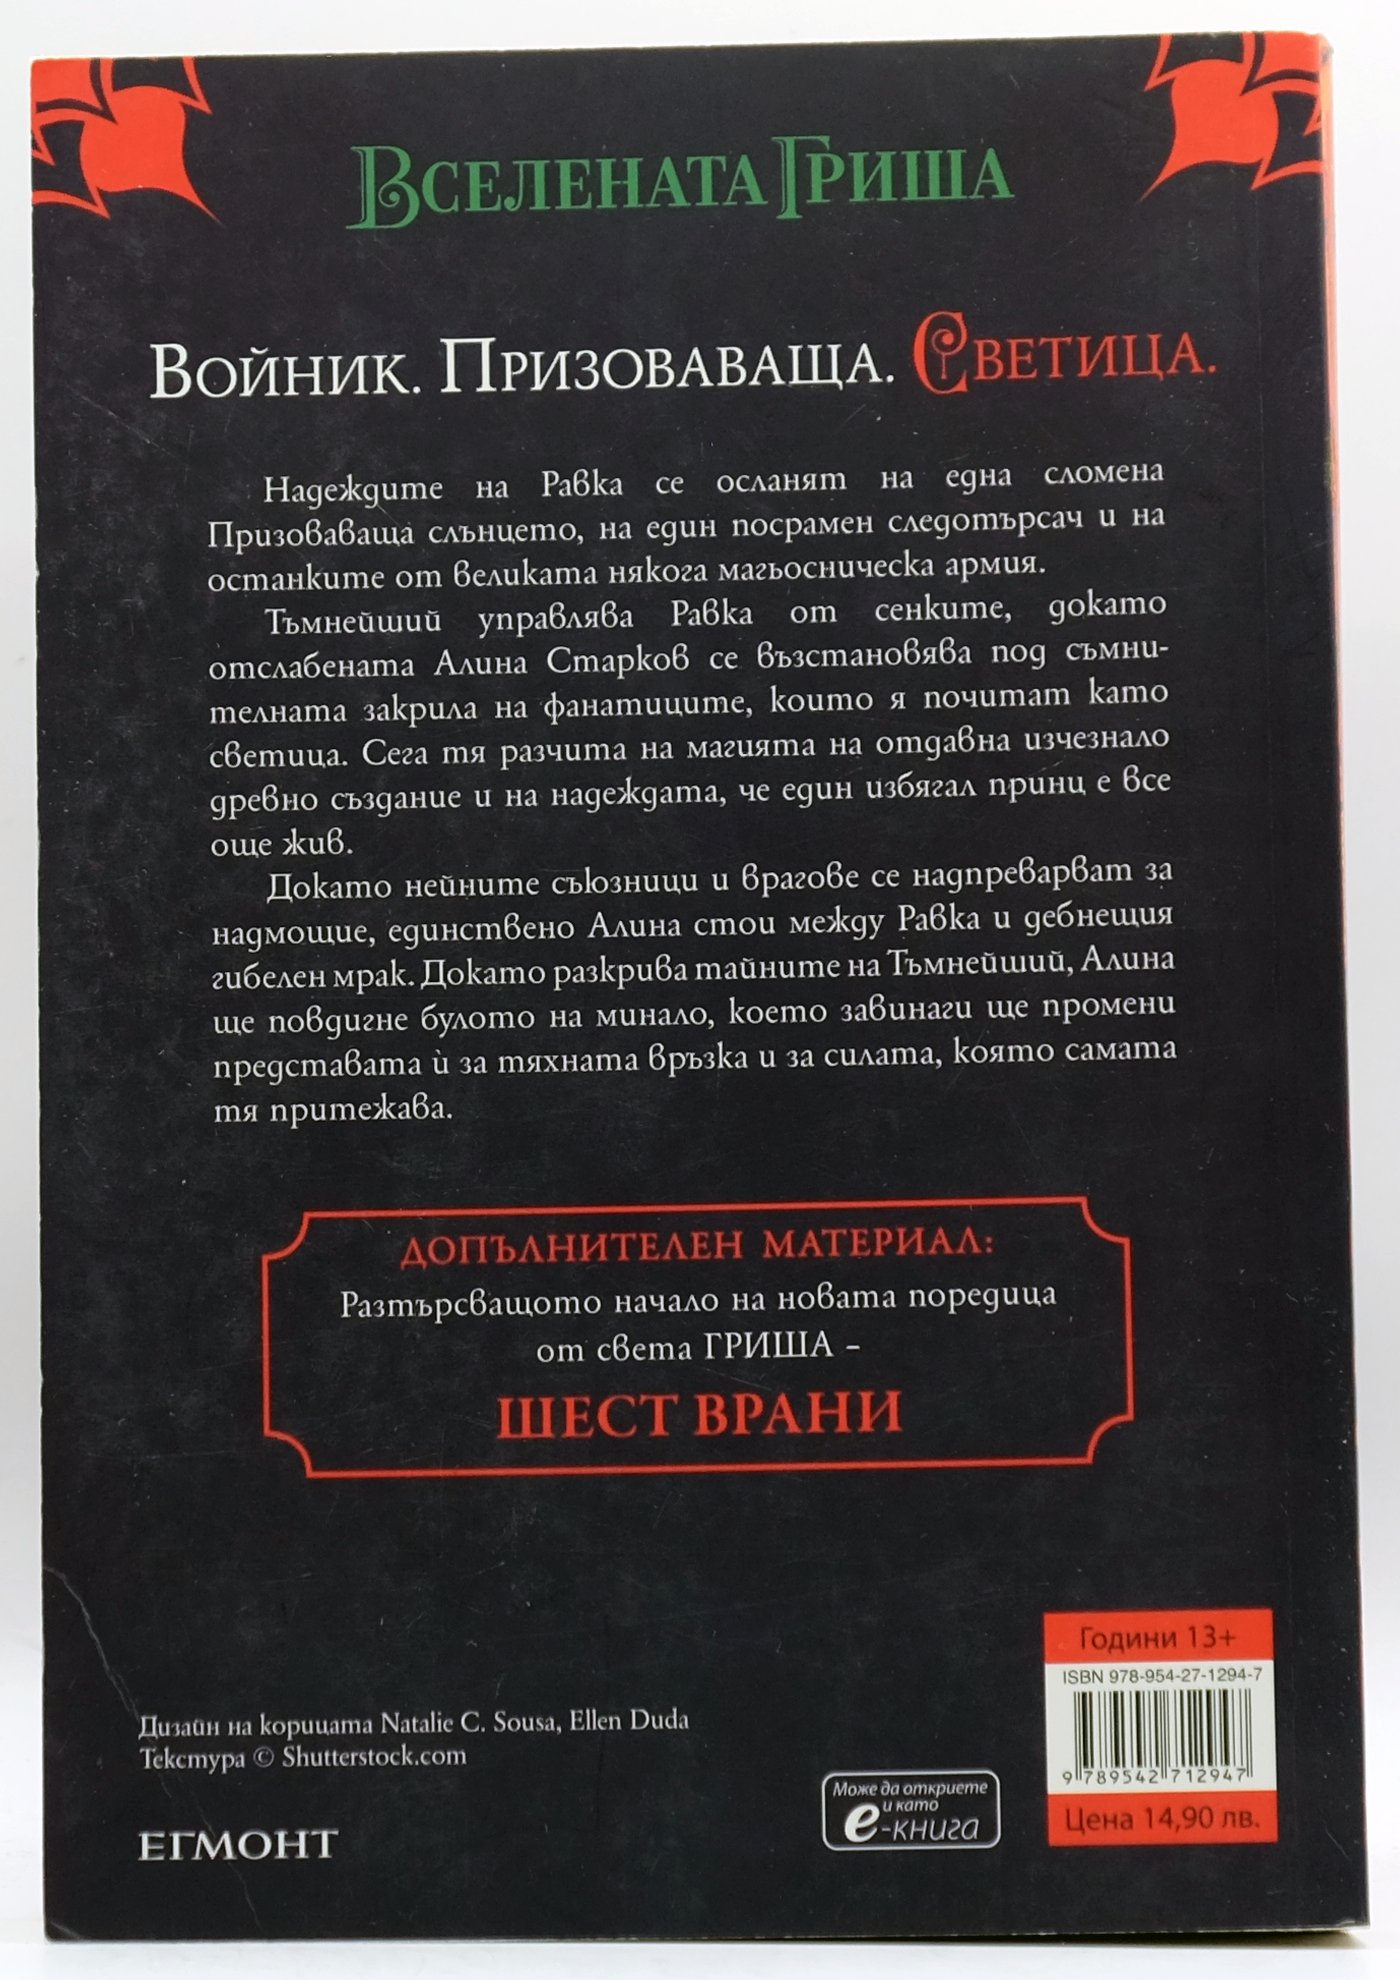 ВСЕЛЕНАТА ГРИША
ВОЙНИК. ПРИЗОВАВАЩА. СВЕТИЦА.
Надеждите на Равка се осланят на една сломена
Призоваваща слънцето, на един посрамен следотърсач и на
останките от великата някога магьосническа армия.
Тъмнейший управлява Равка от сенките, докато
отслабената Алина Старков се възстановява под съмни-
телната закрила на фанатиците, които я почитат като
светица. Сега тя разчита на магията на отдавна изчезнало
древно създание и на надеждата, че един избягал принц е все
още жив.
Докато нейните съюзници и врагове се надпреварват за
надмощие, единствено Алина стои между Равка и дебнещия
гибелен мрак. Докато разкрива тайните на Тъмнейший, Алина
ще повдигне булото на минало, което завинаги ще промени
представата ѝ за тяхната връзка и за силата, която самата
тя притежава.
ДОПЪЛНИТЕЛЕН МАТЕРИАЛ:
Разтърсващото начало на новата поредица
от света ГРИША –
ШЕСТ ВРАНИ
Години 13+
ISBN 978-954-27-1294-7
9 789542 712947
Цена 14,90 лв.
Дизайн на корицата Natalie C. Sousa, Ellen Duda
Текстура © Shutterstock.com
Може да откриете
и като
е-книга
ЕГМОНТ